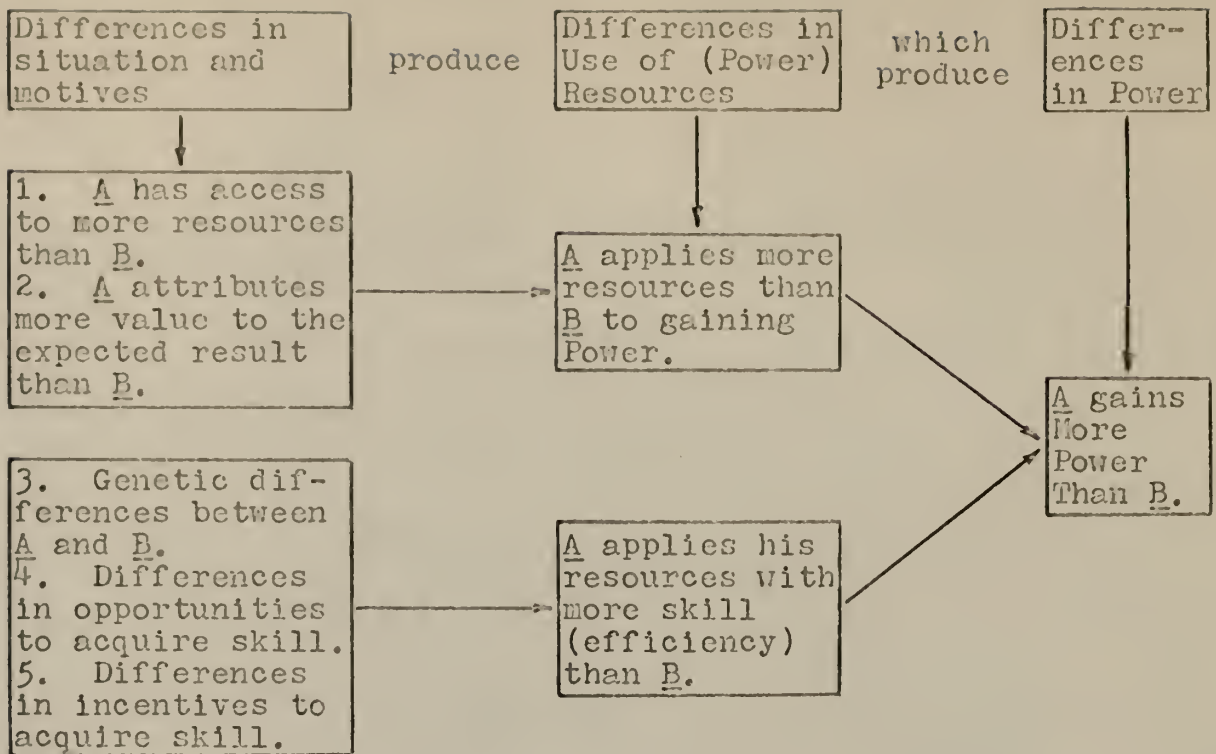 Differences in
situation and
motives
produce
Differences in
Use of (Power)
Resources
which
produce
Differ-
ences
in Power
1. A has access
to more resources
than B.
2. A attributes
more value to the
expected result
than B.
A applies more
resources than
B to gaining
Power.
3. Genetic dif-
ferences between
A and B.
4. Differences
in opportunities
to acquire skill.
5. Differences
in incentives to
acquire skill.
A applies his
resources with
more skill
(efficiency)
than B.
A gains
More
Power
Than B.